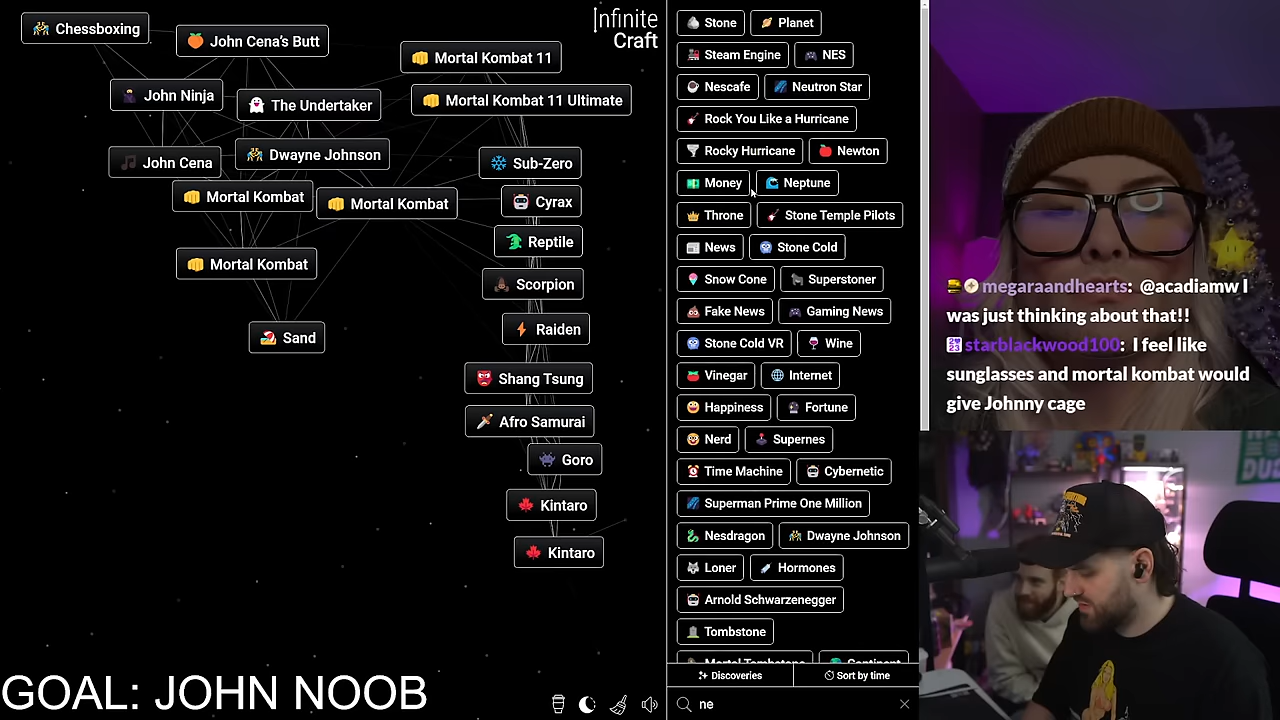 Infinite
Craft
Chessboxing
John Cena's Butt
Mortal Kombat 11
John Ninja
The Undertaker
Mortal Kombat 11 Ultimate
John Cena
Dwayne Johnson
Sub-Zero
Mortal Kombat
Mortal Kombat
Cyrax
Reptile
Mortal Kombat
Scorpion
Sand
Raiden
Shang Tsung
Afro Samurai
Goro
Kintaro
Kintaro
GOAL: JOHN NOOB
Stone Planet
Steam Engine NES
Nescafe Neutron Star
Rock You Like a Hurricane
Rocky Hurricane Newton
Money Neptune
Throne Stone Temple Pilots
News Stone Cold
Snow Cone Superstoner
Fake News Gaming News
Stone Cold VR Wine
Vinegar Internet
Happiness Fortune
Nerd Supernes
Time Machine Cybernetic
Superman Prime One Million
Nesdragon Dwayne Johnson
Loner Hormones
Arnold Schwarzenegger
Tombstone
Mortal Tombstone Continent
Discoveries Sort by time
ne
megaraandhearts: @acadiamw I
was just thinking about that!!
starblackwood100: I feel like
sunglasses and mortal kombat would
give Johnny cage